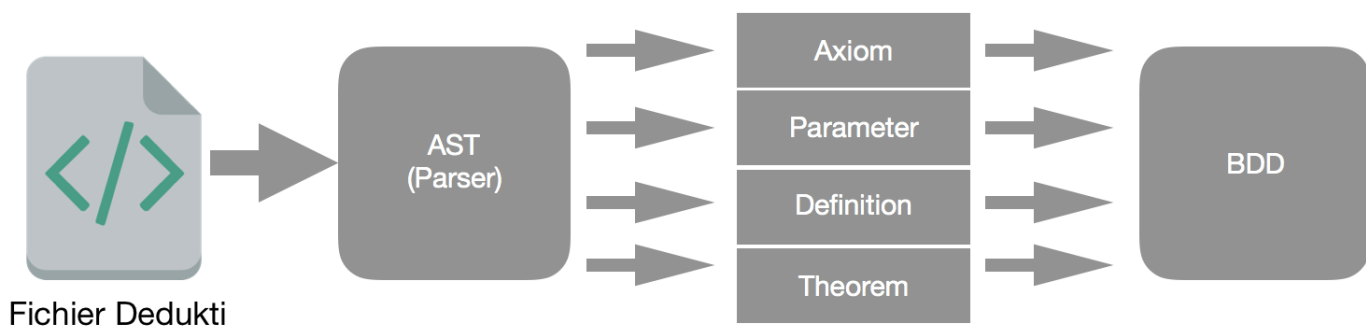 Fichier Dedukti
AST
(Parser)
Axiom
Parameter
Definition
Theorem
BDD